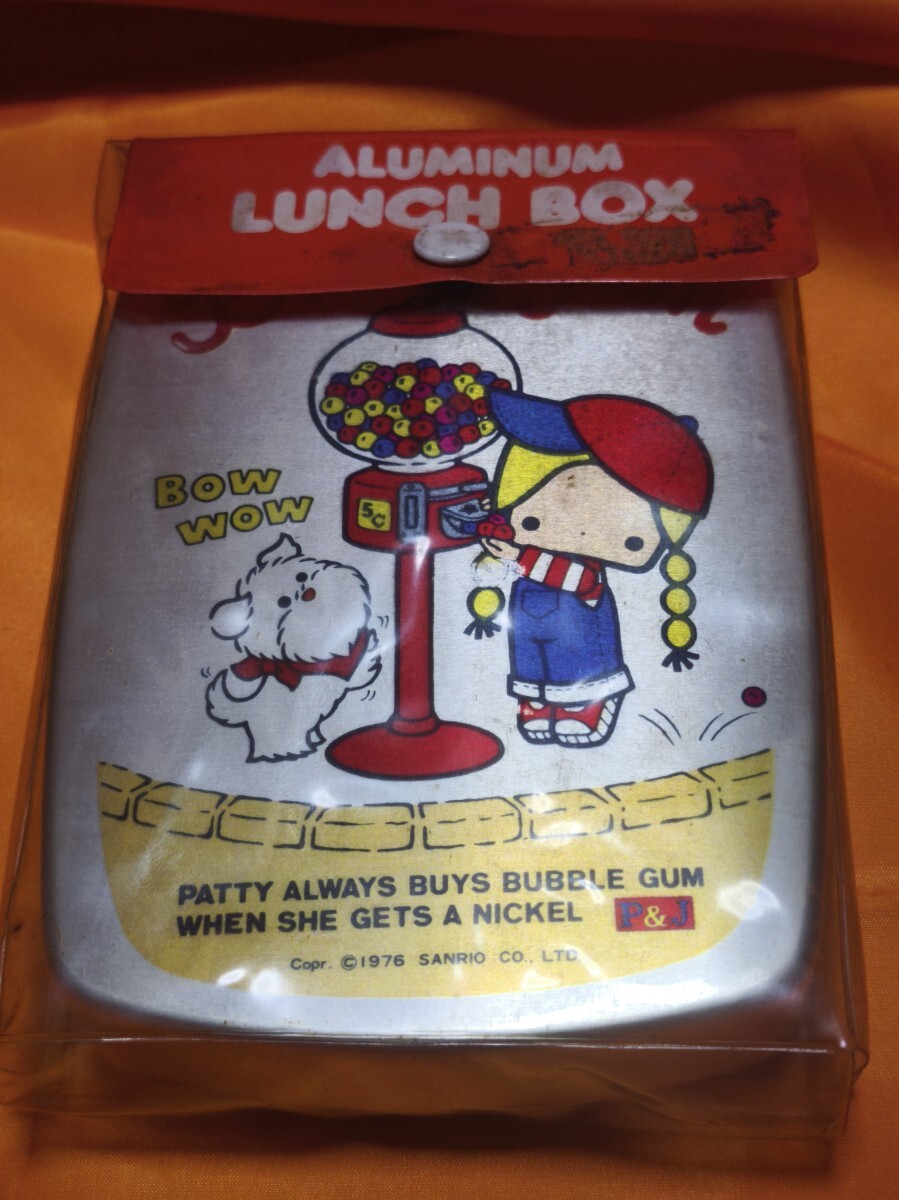 ALUMINUM
LUNCH BOX
BOW
WOW
5¢
PATTY ALWAYS BUYS BUBBLE GUM
WHEN SHE GETS A NICKEL P&J
Copr. ©1976 SANRIO CO., LTD.